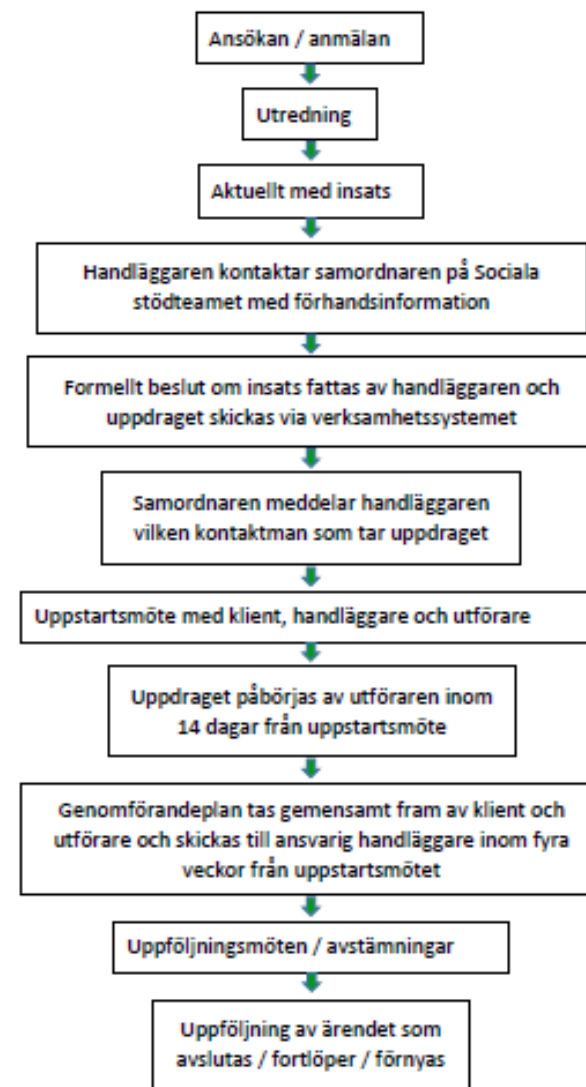 Ansökan / anmälan
Utredning
Aktuellt med insats
Handläggaren kontaktar samordnaren på Sociala
stödteamet med förhandsinformation
Formellt beslut om insats fattas av handläggaren och
uppdraget skickas via verksamhetssystemet
Samordnaren meddelar handläggaren
vilken kontaktman som tar uppdraget
Uppstartsmöte med klient, handläggare och utförare
Uppdraget påbörjas av utföraren inom
14 dagar från uppstartsmöte
Genomförandeplan tas gemensamt fram av klient och
utförare och skickas till ansvarig handläggare inom fyra
veckor från uppstartsmötet
Uppföljningsmöten / avstämningar
Uppföljning av ärendet som
avslutas / fortlöper / förnyas